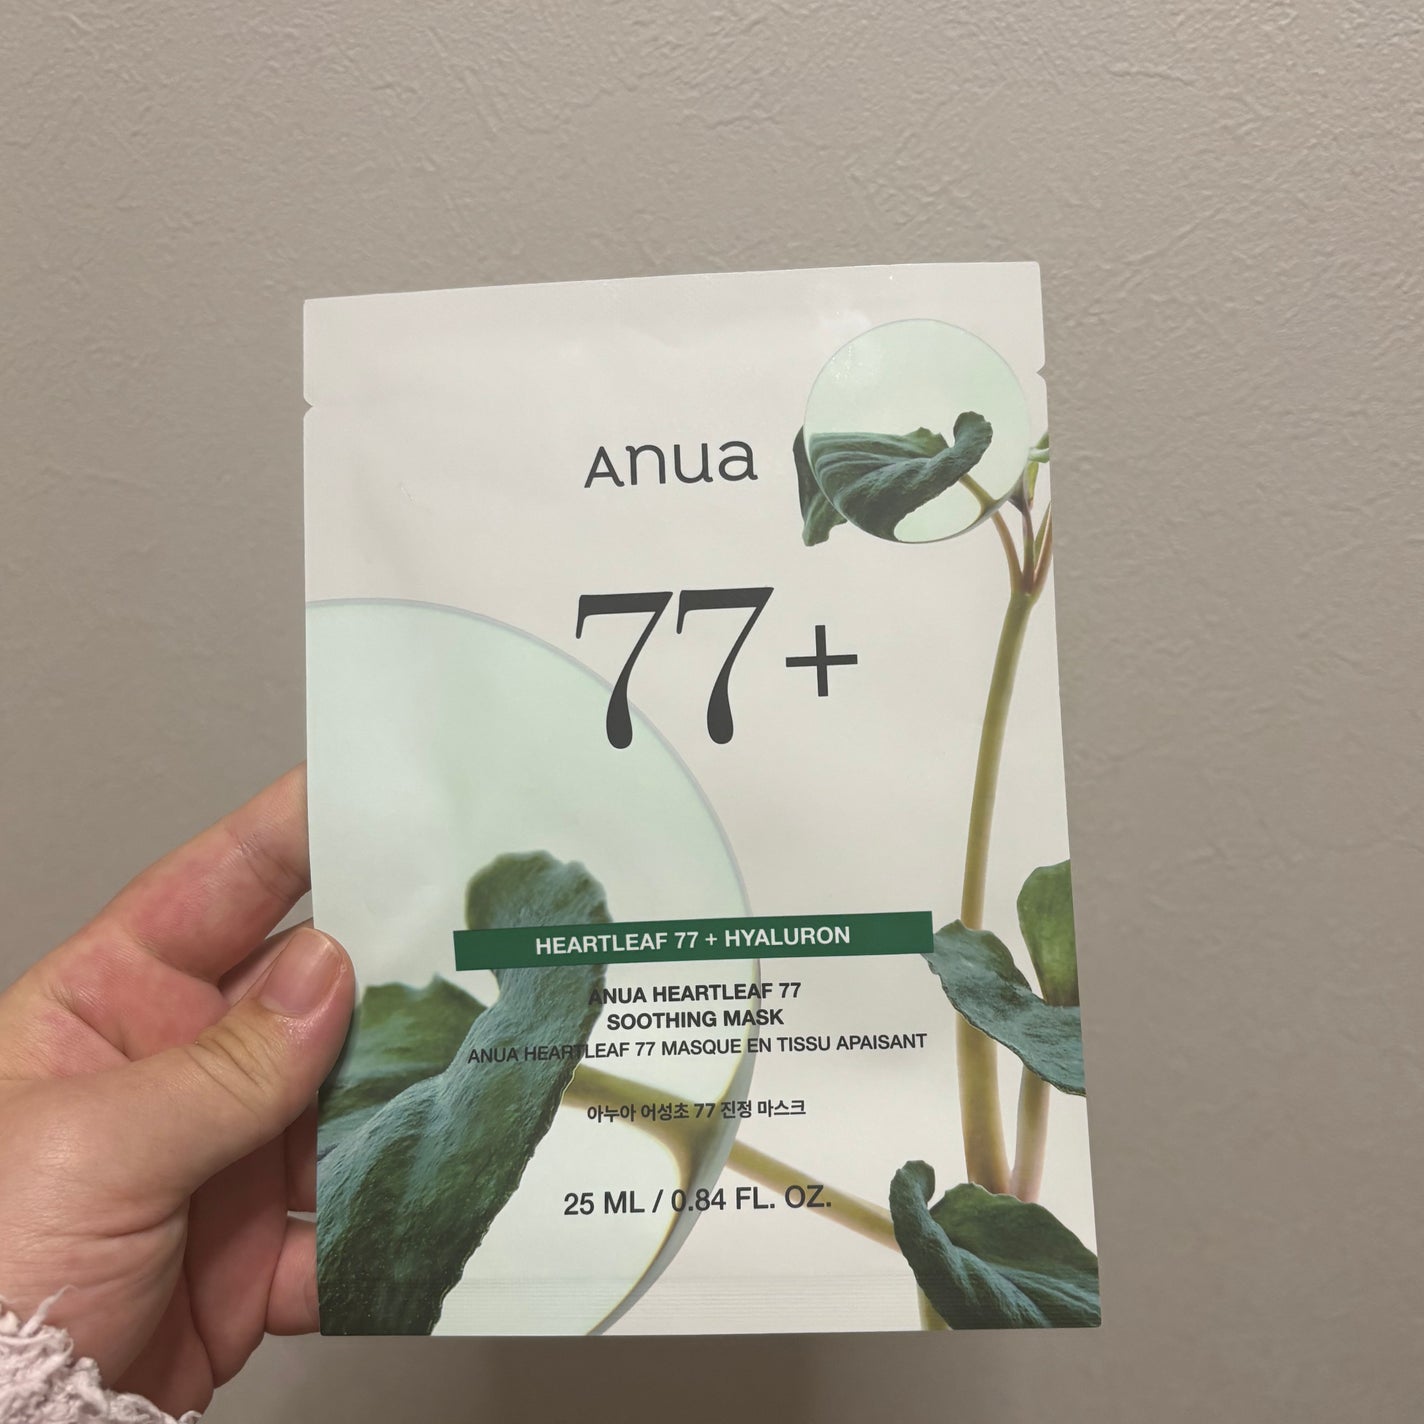 Anua
77+
HEARTLEAF 77 + HYALURON
ANUA HEARTLEAF 77
SOOTHING MASK
ANUA HEARTLEAF 77 MASQUE EN TISSU APAISANT
아누아 어성초 77 진정 마스크
25 ML / 0.84 FL. OZ.